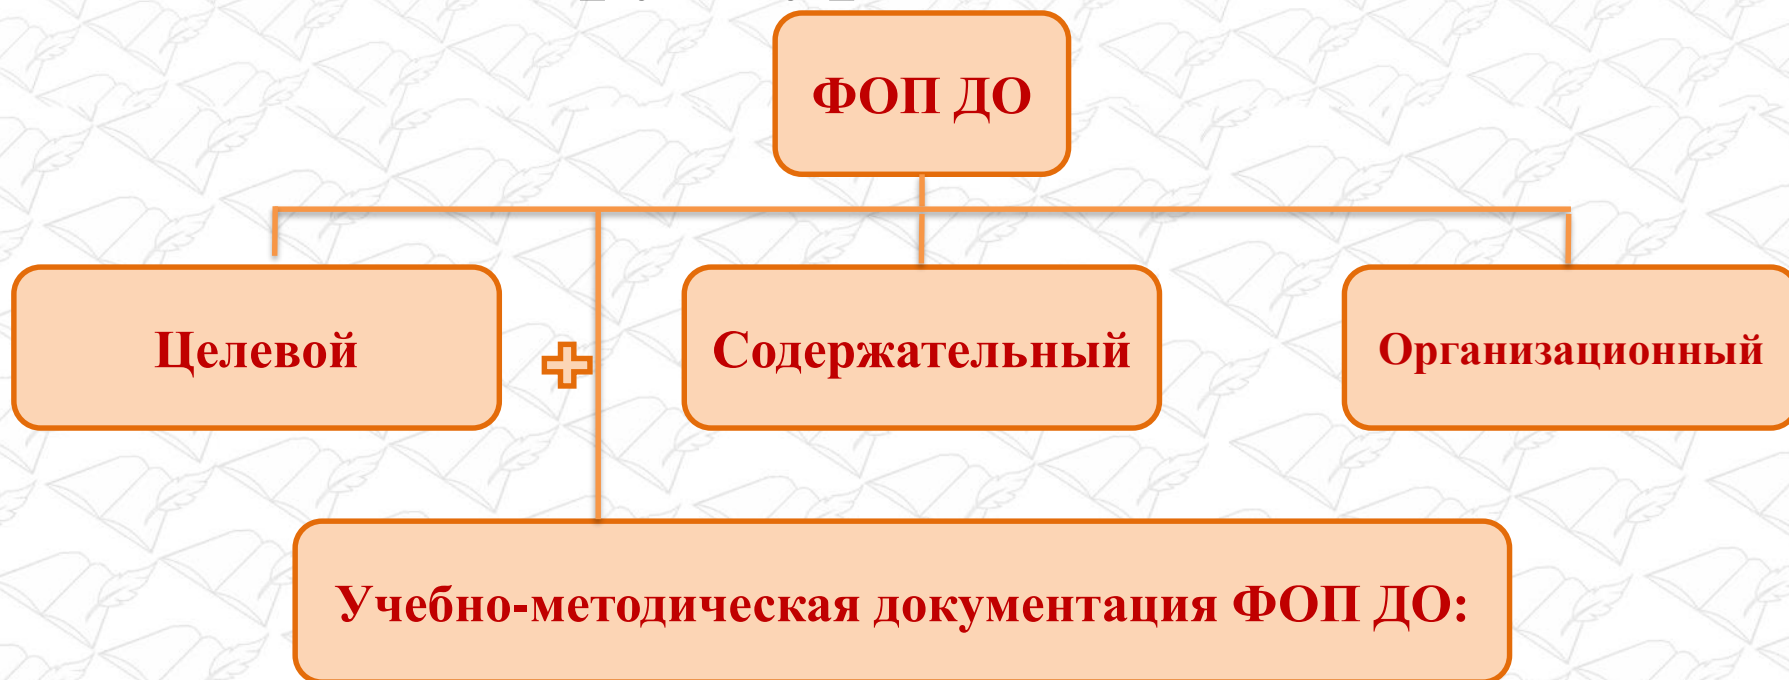 ФОП ДО
Целевой
Содержательный
Организационный
Учебно-методическая документация ФОП ДО: